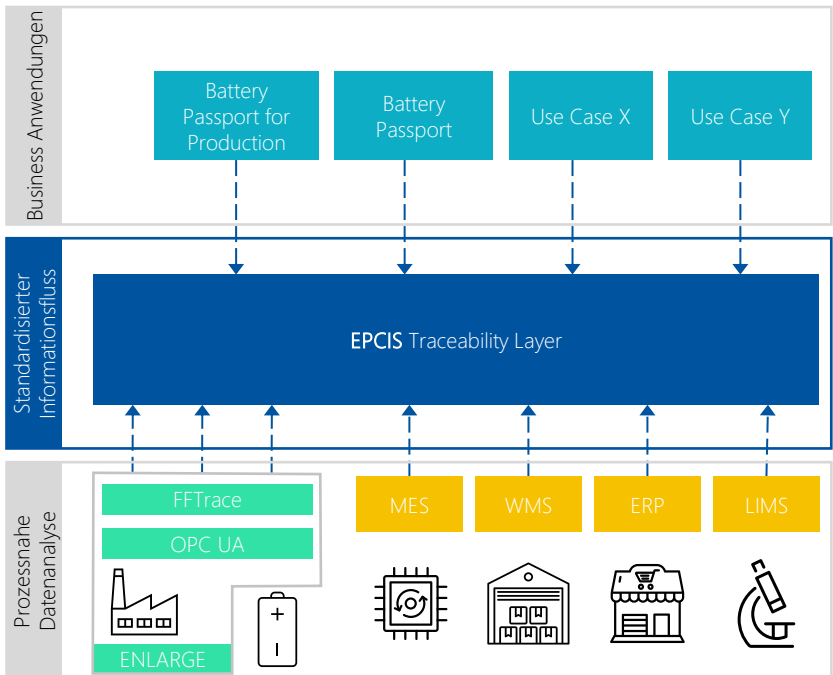 Business Anwendungen
Battery
Passport for
Production
Battery
Passport
Use Case X
Use Case Y
Standardisierter
Informationsfluss
EPCIS Traceability Layer
Prozessnahe
Datenanalyse
FFTrace
OPC UA
ENLARGE
+
I
MES
WMS
ERP
LIMS